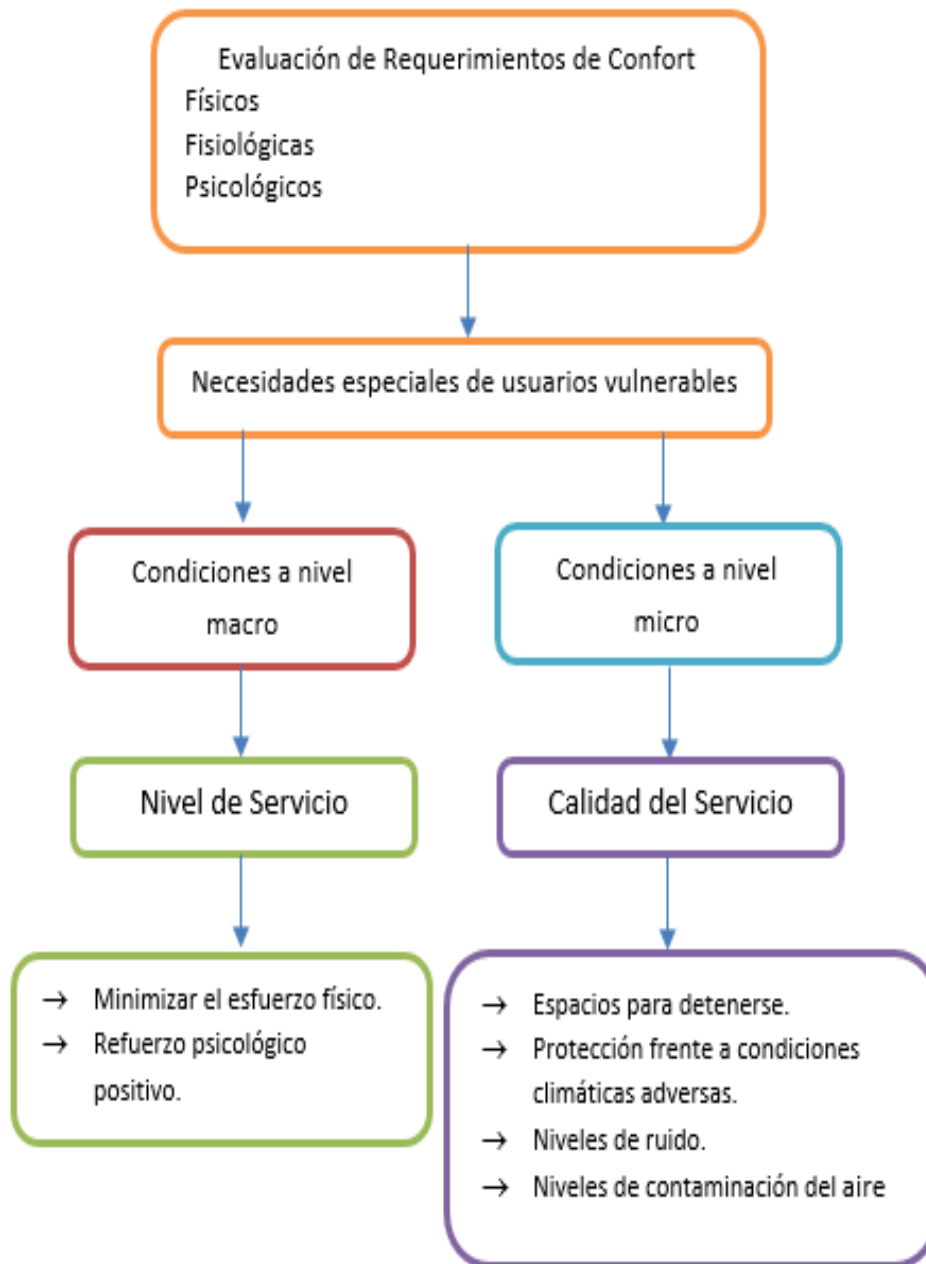 Evaluación de Requerimientos de Confort
Físicos
Fisiológicas
Psicológicos
Necesidades especiales de usuarios vulnerables
Condiciones a nivel
macro
Condiciones a nivel
micro
Nivel de Servicio
Calidad del Servicio
→ Minimizar el esfuerzo físico.
→ Refuerzo psicológico
positivo.
→ Espacios para detenerse.
→ Protección frente a condiciones
climáticas adversas.
→ Niveles de ruido.
→ Niveles de contaminación del aire